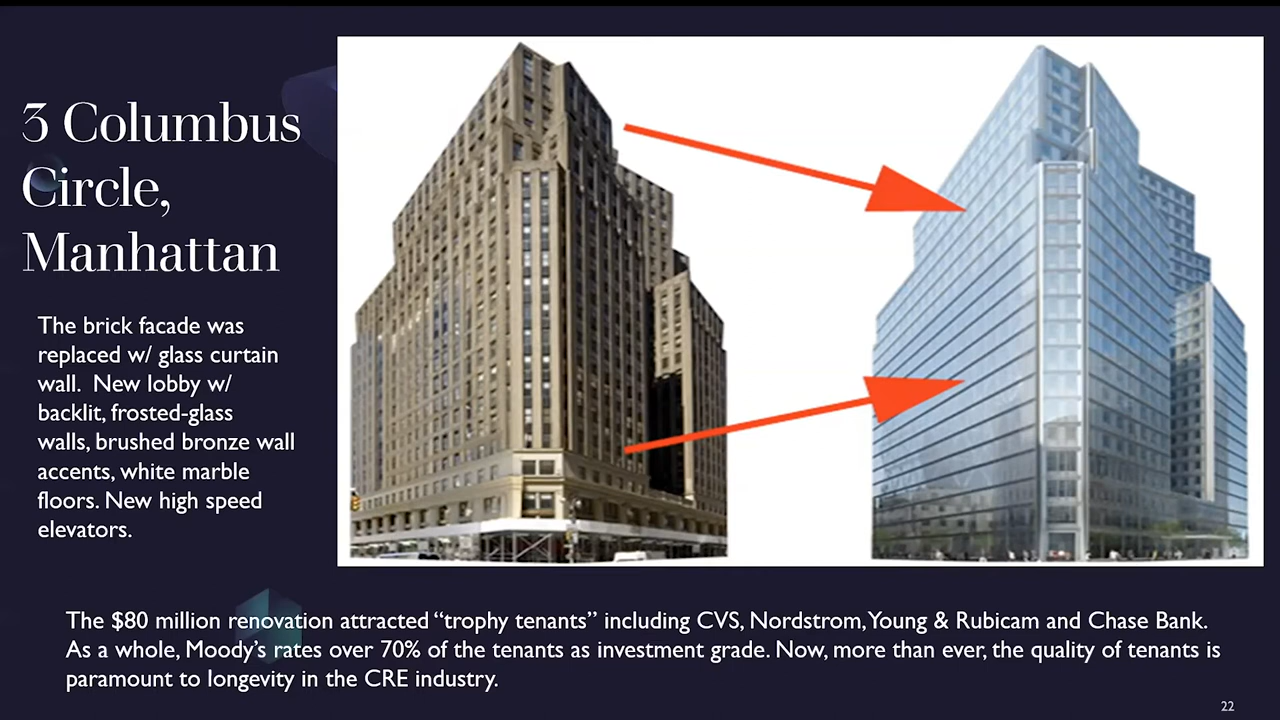 3 Columbus
Circle,
Manhattan
The brick facade was
replaced w/ glass curtain
wall.  New lobby w/
backlit, frosted-glass
walls, brushed bronze wall
accents, white marble
floors. New high speed
elevators.
The $80 million renovation attracted “trophy tenants” including CVS, Nordstrom, Young & Rubicam and Chase Bank.
As a whole, Moody’s rates over 70% of the tenants as investment grade. Now, more than ever, the quality of tenants is
paramount to longevity in the CRE industry.
22